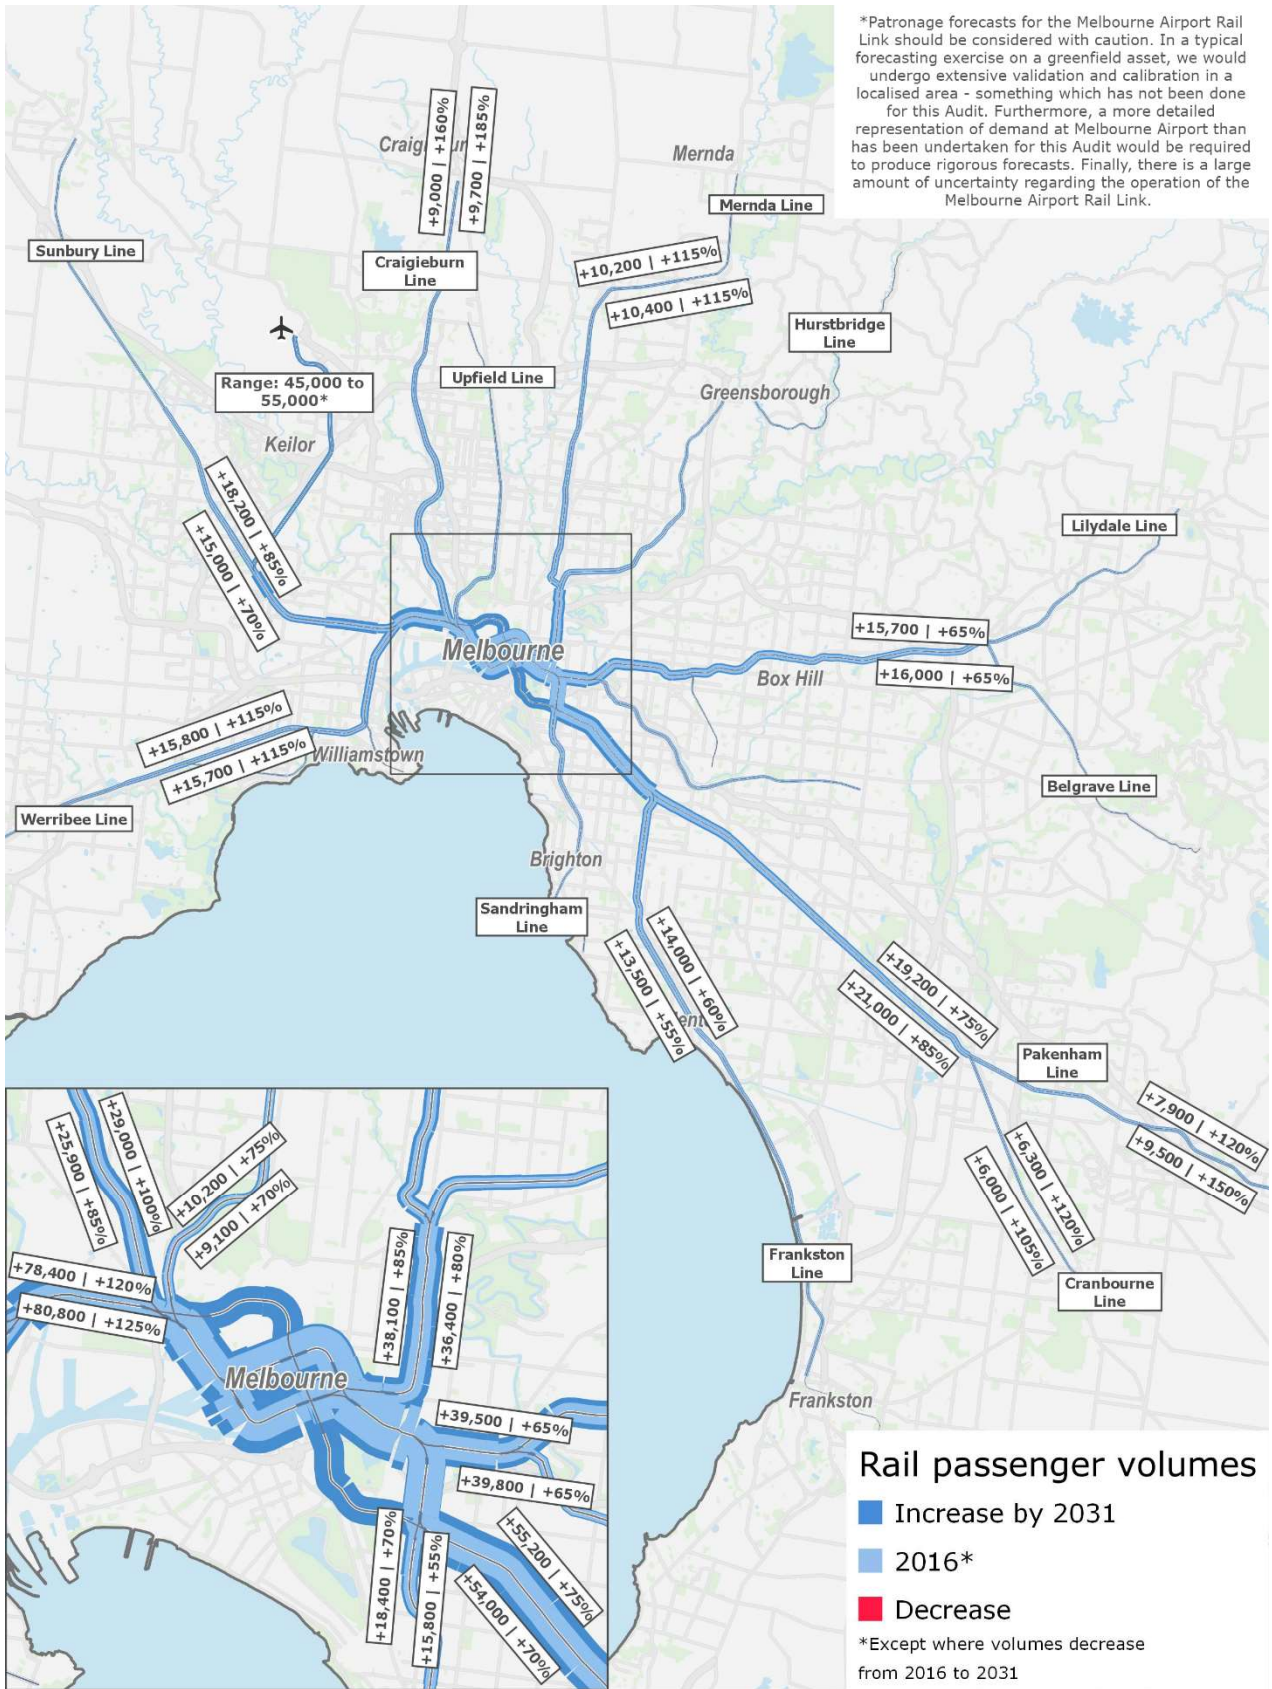 *Patronage forecasts for the Melbourne Airport Rail
Link should be considered with caution. In a typical
forecasting exercise on a greenfield asset, we would
undergo extensive validation and calibration in a
localised area - something which has not been done
for this Audit. Furthermore, a more detailed
representation of demand at Melbourne Airport than
has been undertaken for this Audit would be required
to produce rigorous forecasts. Finally, there is a large
amount of uncertainty regarding the operation of the
Melbourne Airport Rail Link.
+9,000 | +160%
+9,700 | +185%
Mernda
Mernda Line
Sunbury Line
Craigieburn
Line
+10,200 | +115%
+10,400 | +115%
Hurstbridge
Line
Upfield Line
Range: 45,000 to
55,000*
Greensborough
Keilor
+18,200 | +85%
+15,000 | +70%
Lilydale Line
+15,700 | +65%
+16,000 | +65%
Melbourne
Box Hill
+15,800 | +115%
+15,700 | +115%
Williamstown
Belgrave Line
Werribee Line
Brighton
Sandringham
Line
+14,000 | +60%
+13,500 | +55%
+19,200 | +75%
+21,000 | +85%
Pakenham
Line
+7,900 | +120%
+9,500 | +150%
+6,300 | +120%
+6,000 | +105%
Frankston
Line
Cranbourne
Line
Frankston
+29,000 | +100%
+25,900 | +85%
+10,200 | +75%
+9,100 | +70%
+78,400 | +120%
+80,800 | +125%
+38,100 | +85%
+36,400 | +80%
Melbourne
+39,500 | +65%
+39,800 | +65%
+18,400 | +70%
+15,800 | +55%
+55,200 | +75%
+54,000 | +70%
Rail passenger volumes
Increase by 2031
2016*
Decrease
*Except where volumes decrease
from 2016 to 2031